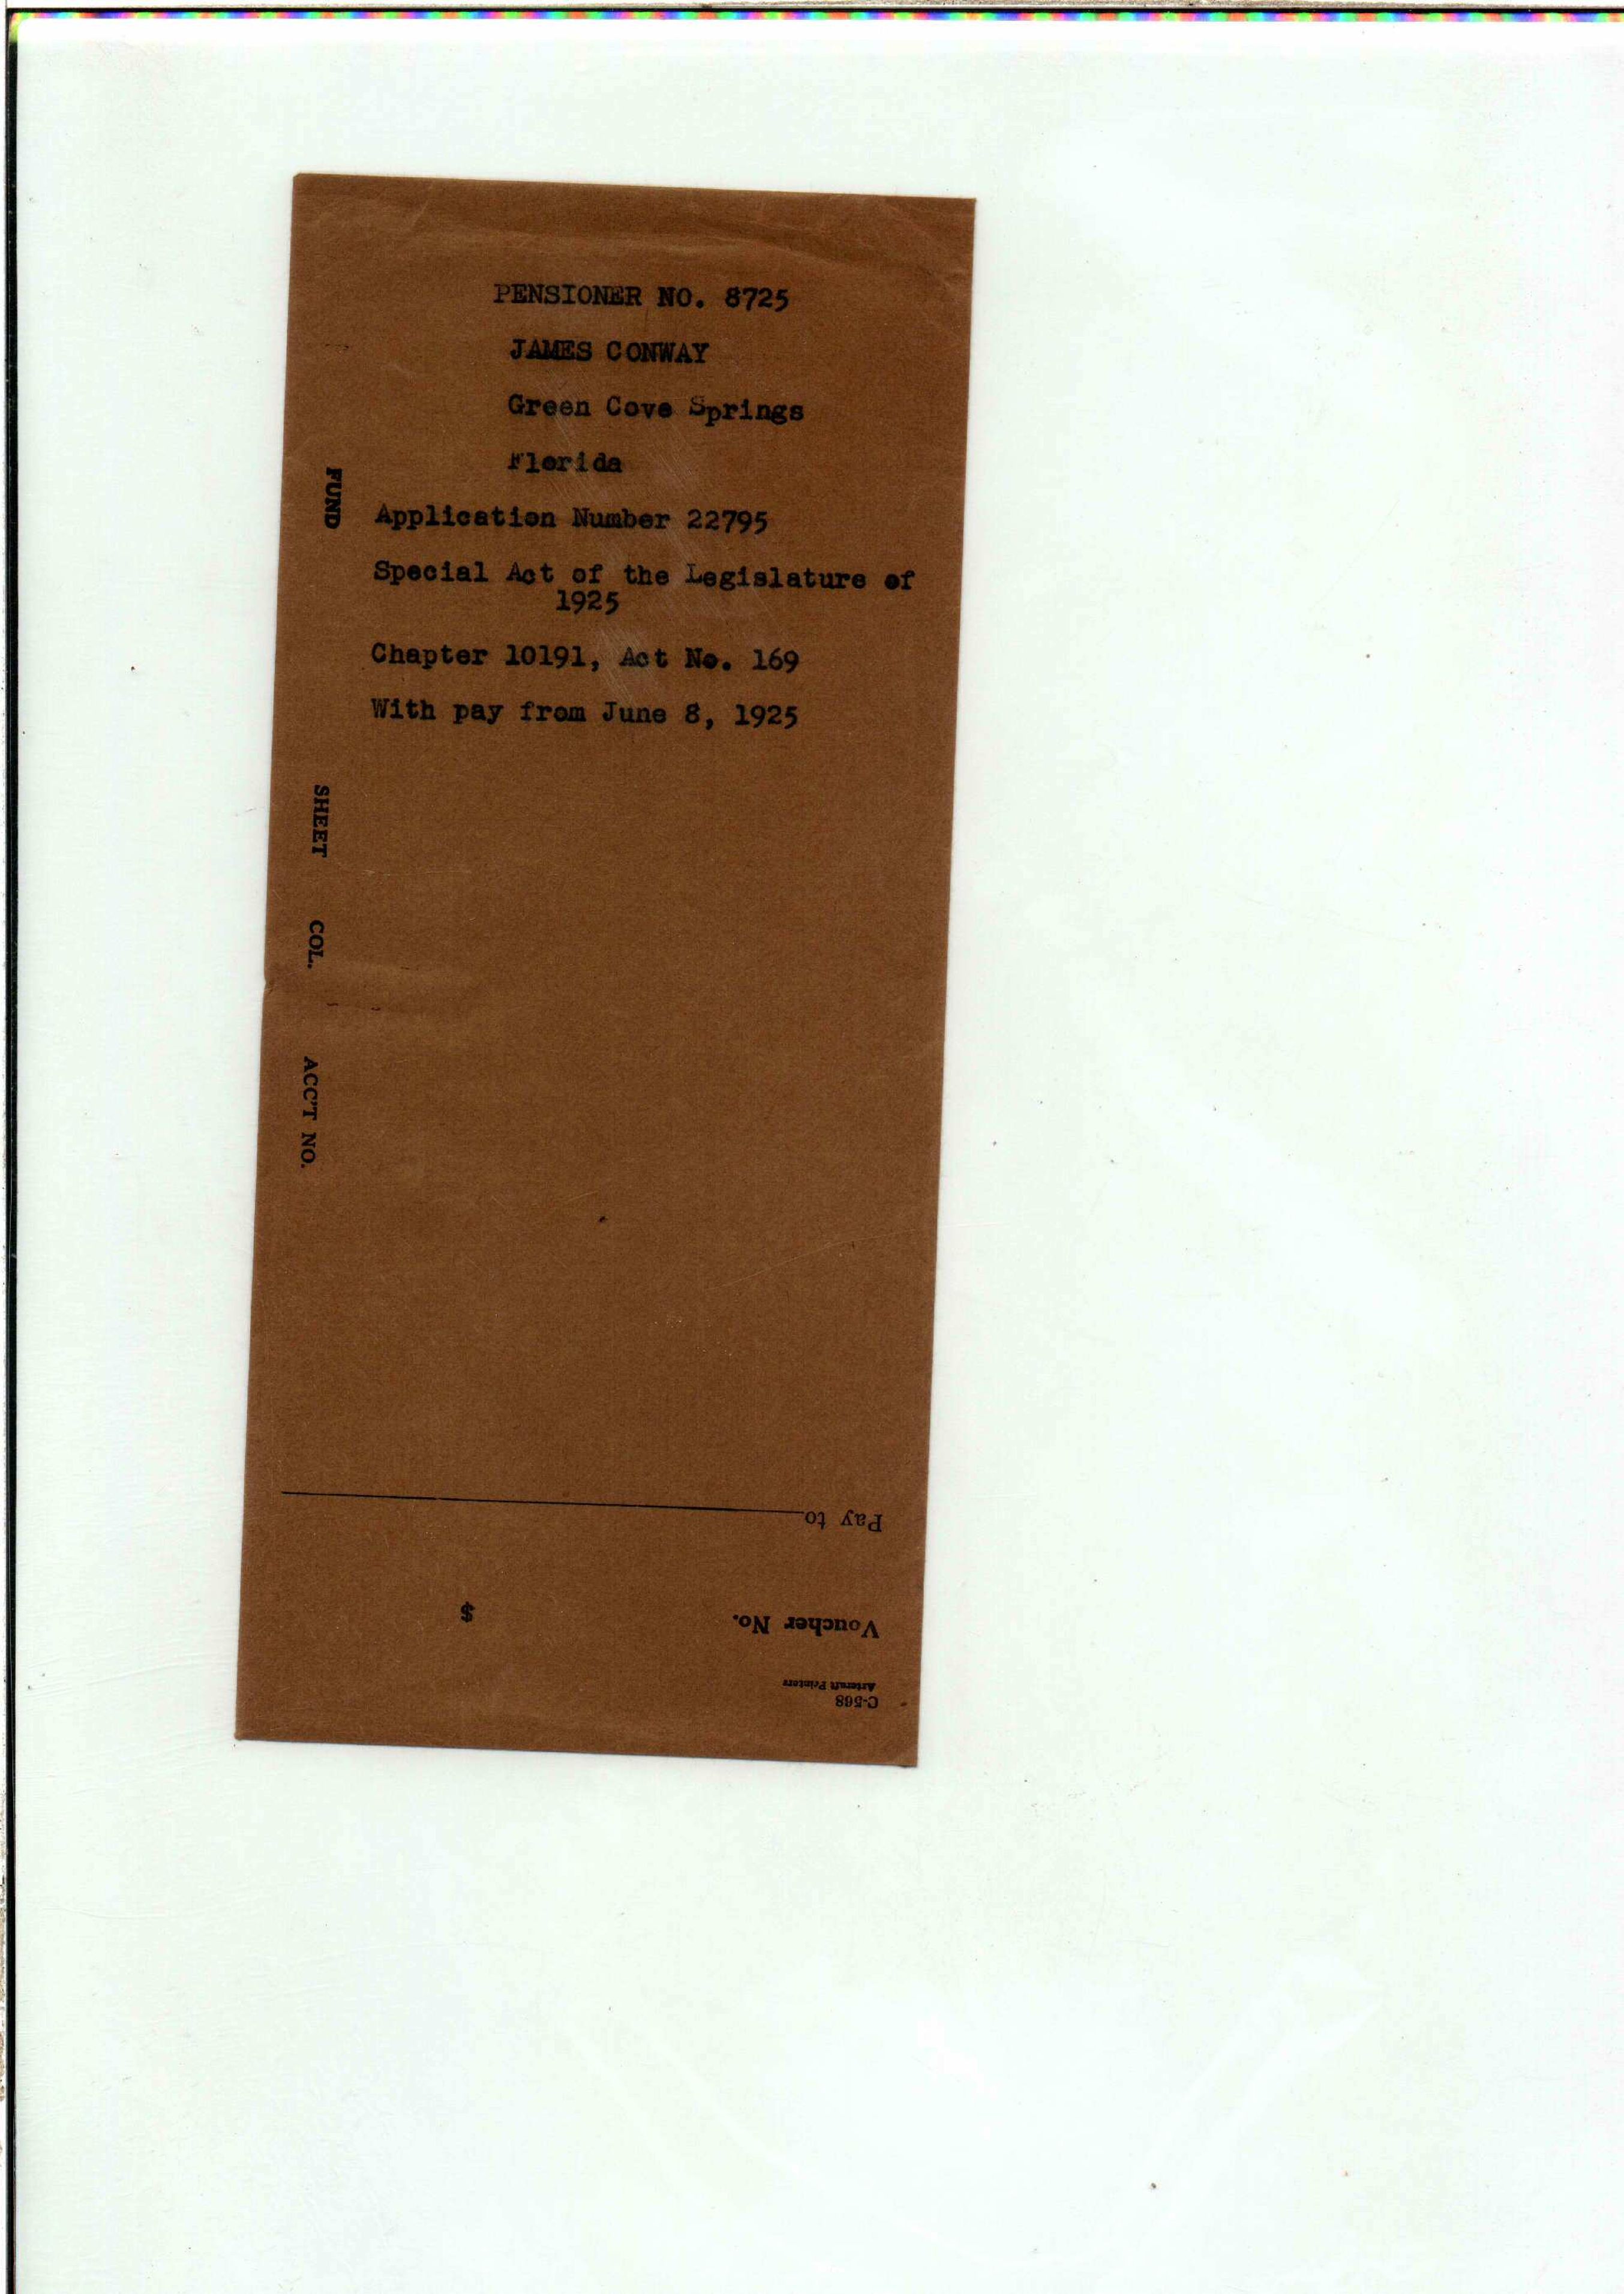 PENSIONER NO. 8725
JAMES CONWAY
Green Cove Springs
Florida
Application Number 22795
Special Act of the Legislature of
1925
Chapter 10191, Act No. 169
With pay from June 8, 1925
FUND
SHEET
COL.
ACC'T NO.
Pay to
Voucher No. $
Artcraft Printers
C-568